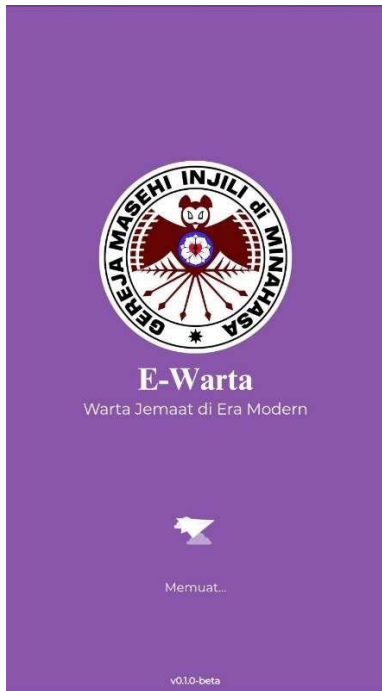 GEREJA MASEHI INJILI di MINAHASA
E-Warta
Warta Jemaat di Era Modern
Memuat...
v0.1.0-beta